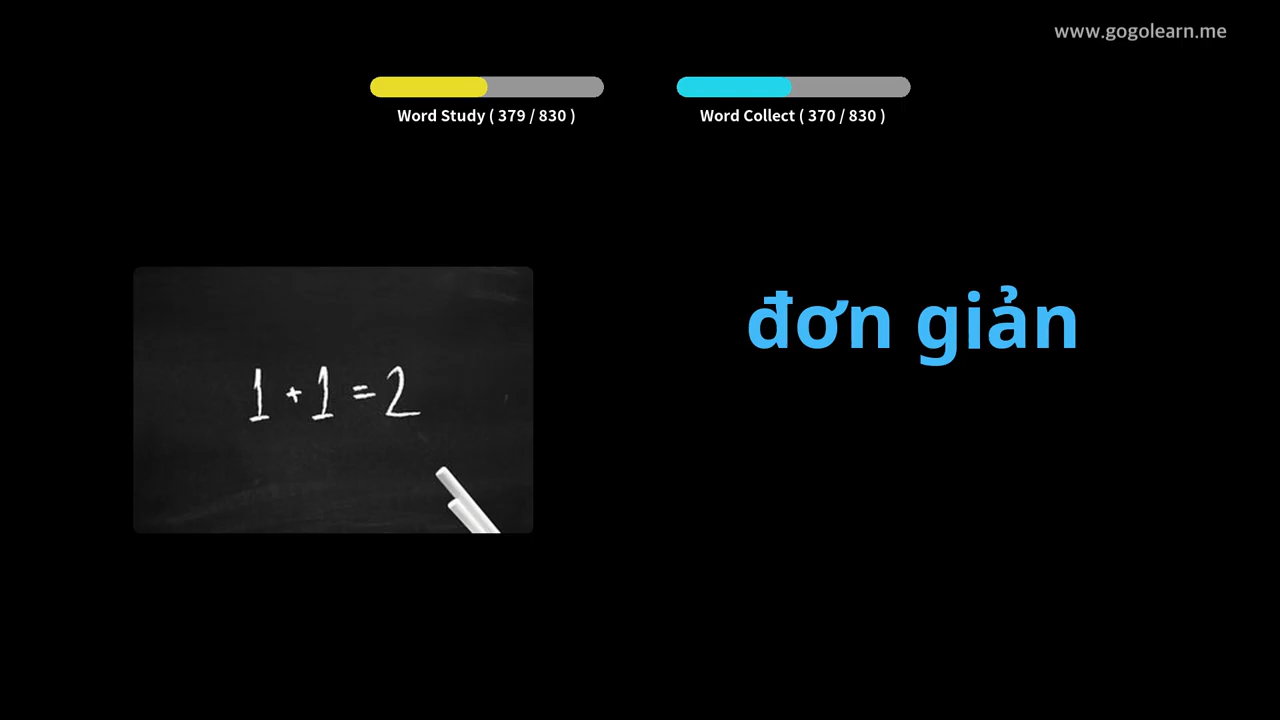 www.gogolearn.me
Word Study ( 379 / 830 )
Word Collect ( 370 / 830 )
đơn giản
1 + 1 = 2